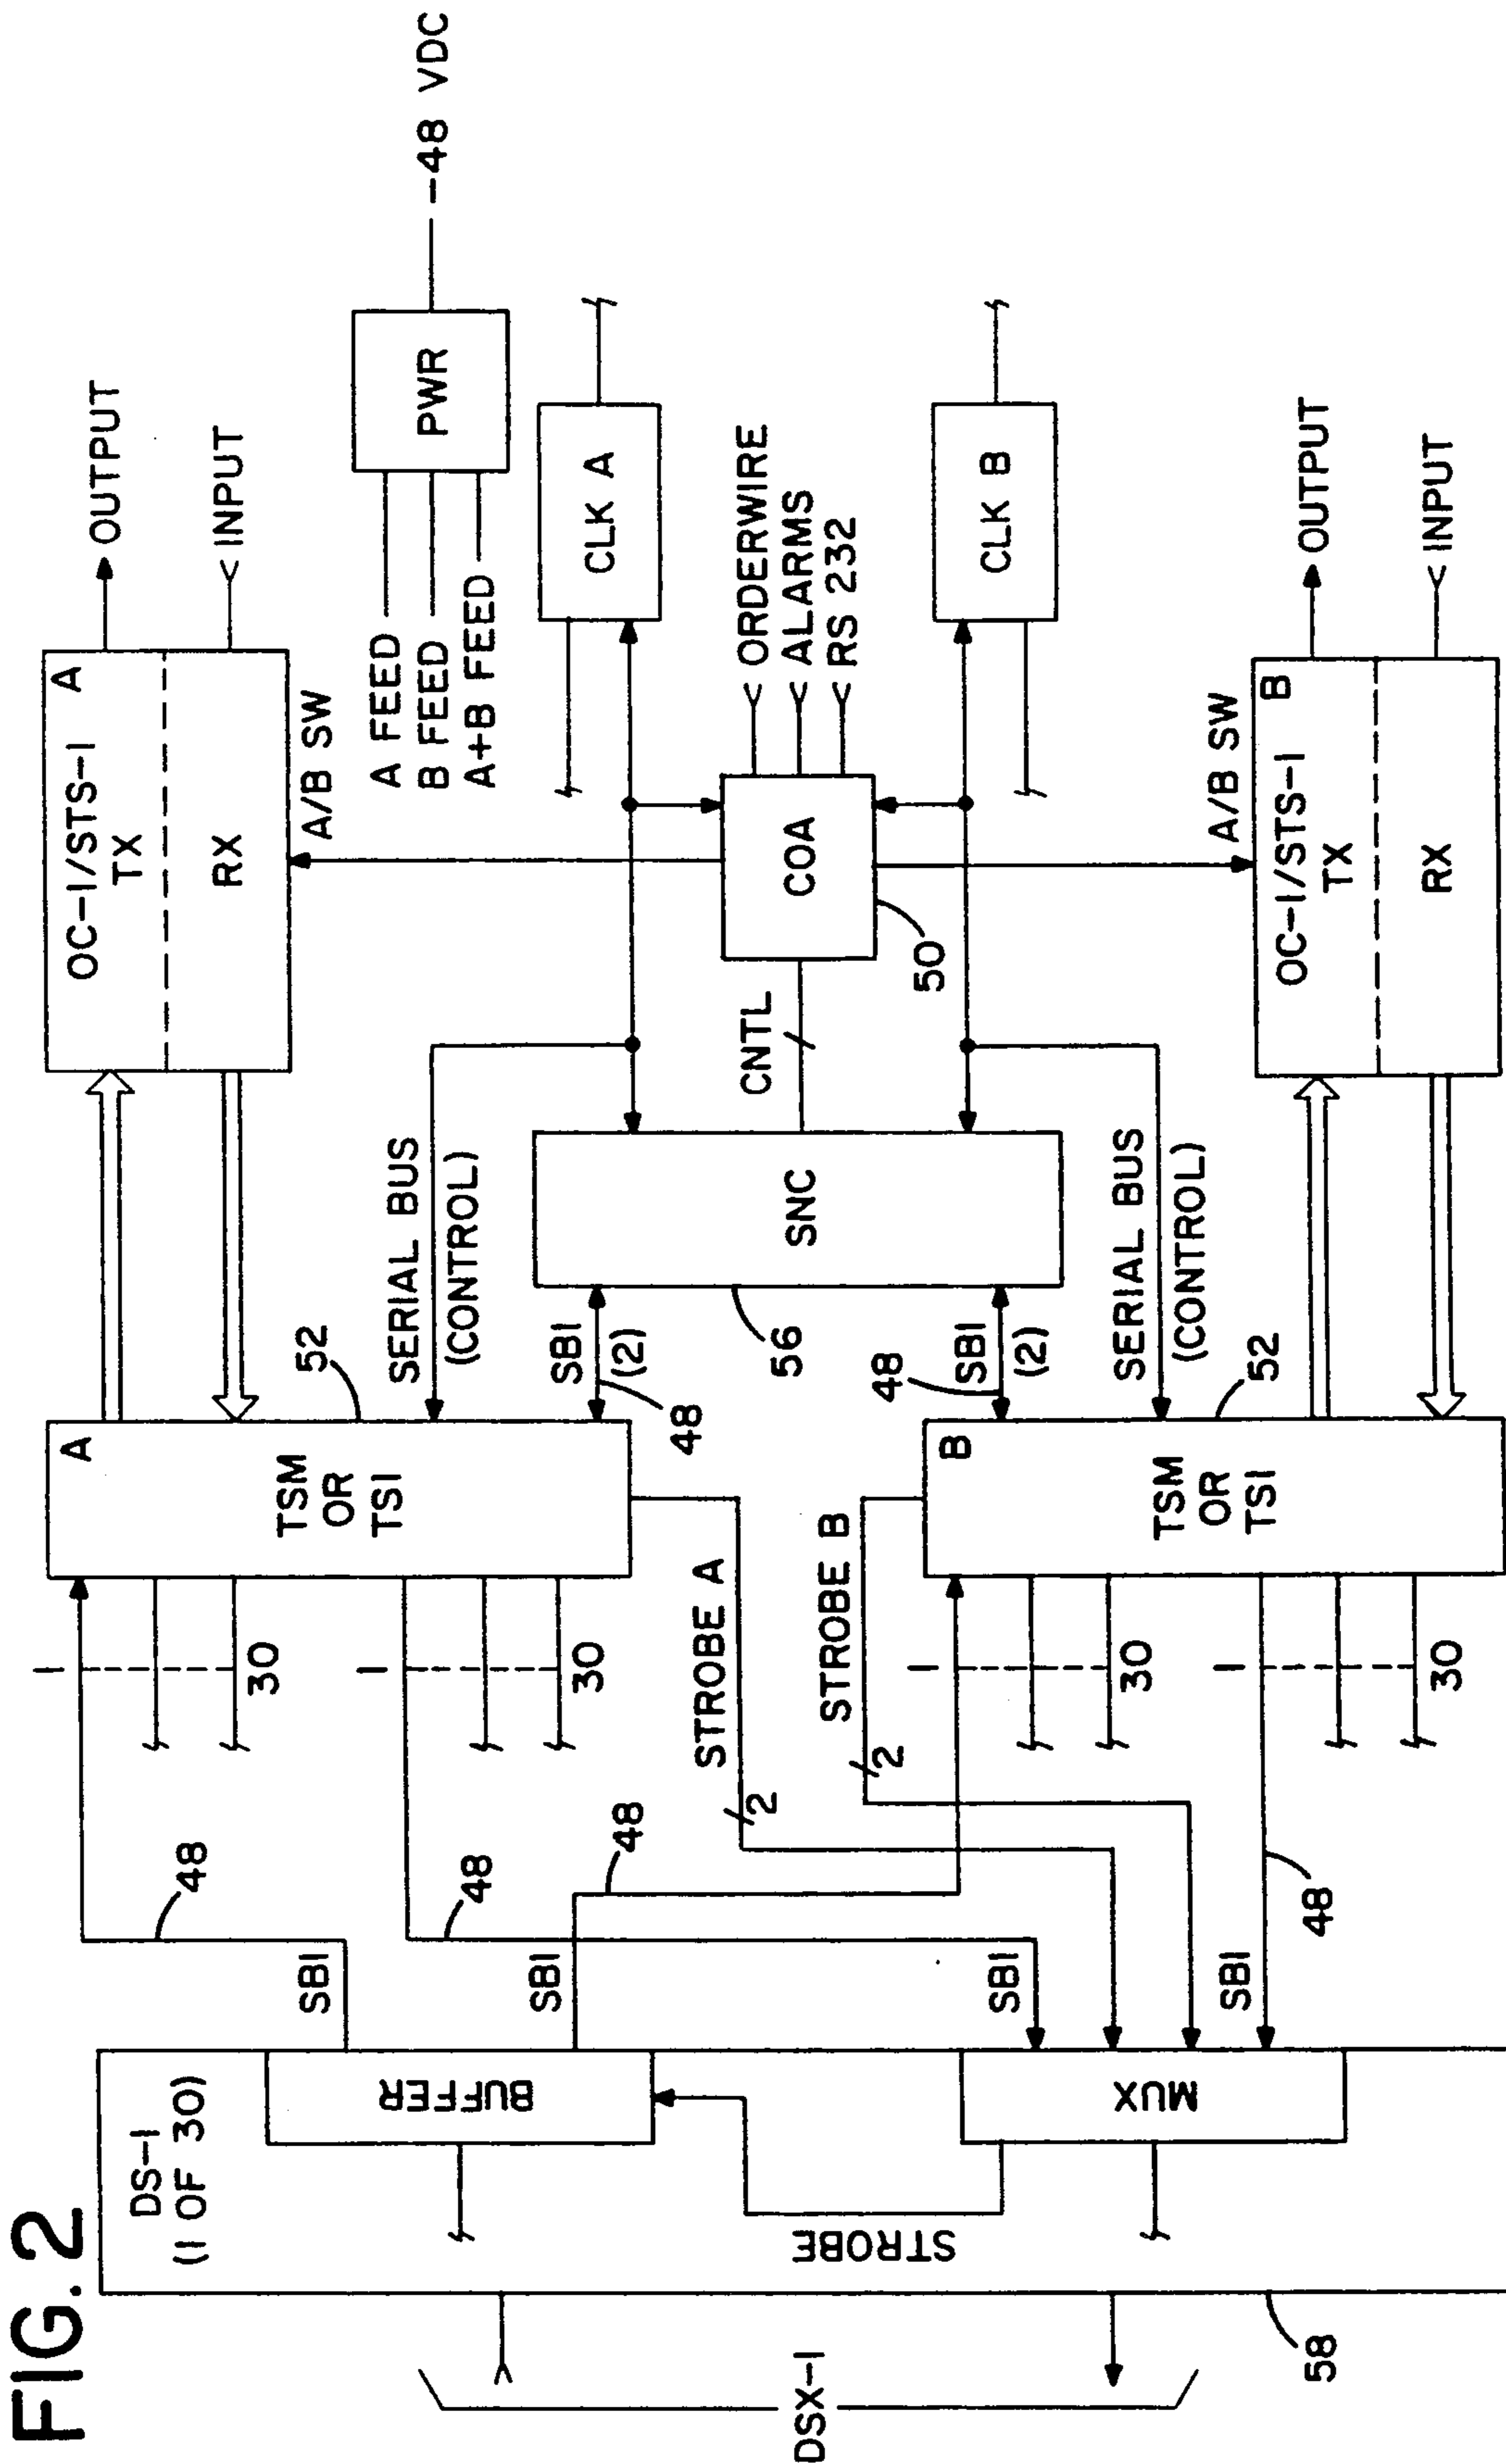 FIG. 2
DS-1
(1 OF 30)
BUFFER
STROBE
MUX
DSX-1
58
SBI
48
SBI
48
48
SBI
SBI
48
1
30
1
30
STROBE A
2
STROBE B
2
1
30
1
30
A
TSM
OR
TSI
52
B
TSM
OR
TSI
52
SERIAL BUS
(CONTROL)
SBI
(2)
48
48
SBI
(2)
SERIAL BUS
(CONTROL)
SNC
56
CNTL
COA
50
OC-1/STS-1
A
TX
RX
A/B SW
OUTPUT
INPUT
A FEED
B FEED
A+B FEED
PWR
-48 VDC
CLK A
ORDERWIRE
ALARMS
RS 232
CLK B
A/B SW
OC-1/STS-1
B
TX
RX
OUTPUT
INPUT